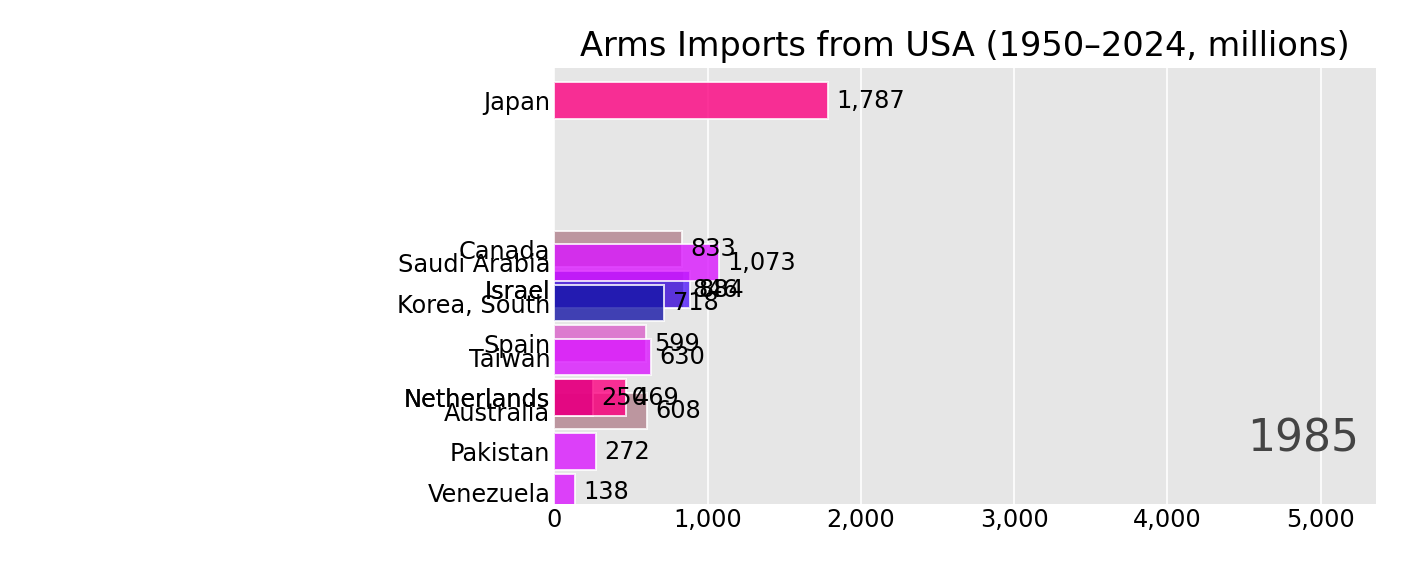 Arms Imports from USA (1950–2024, millions)
Japan 1,787
Canada 833
Saudi Arabia 1,073
Israel 884
Korea, South 718
Spain 599
Taiwan 630
Netherlands 469
Australia 608
Pakistan 272
Venezuela 138
1985
0 1,000 2,000 3,000 4,000 5,000